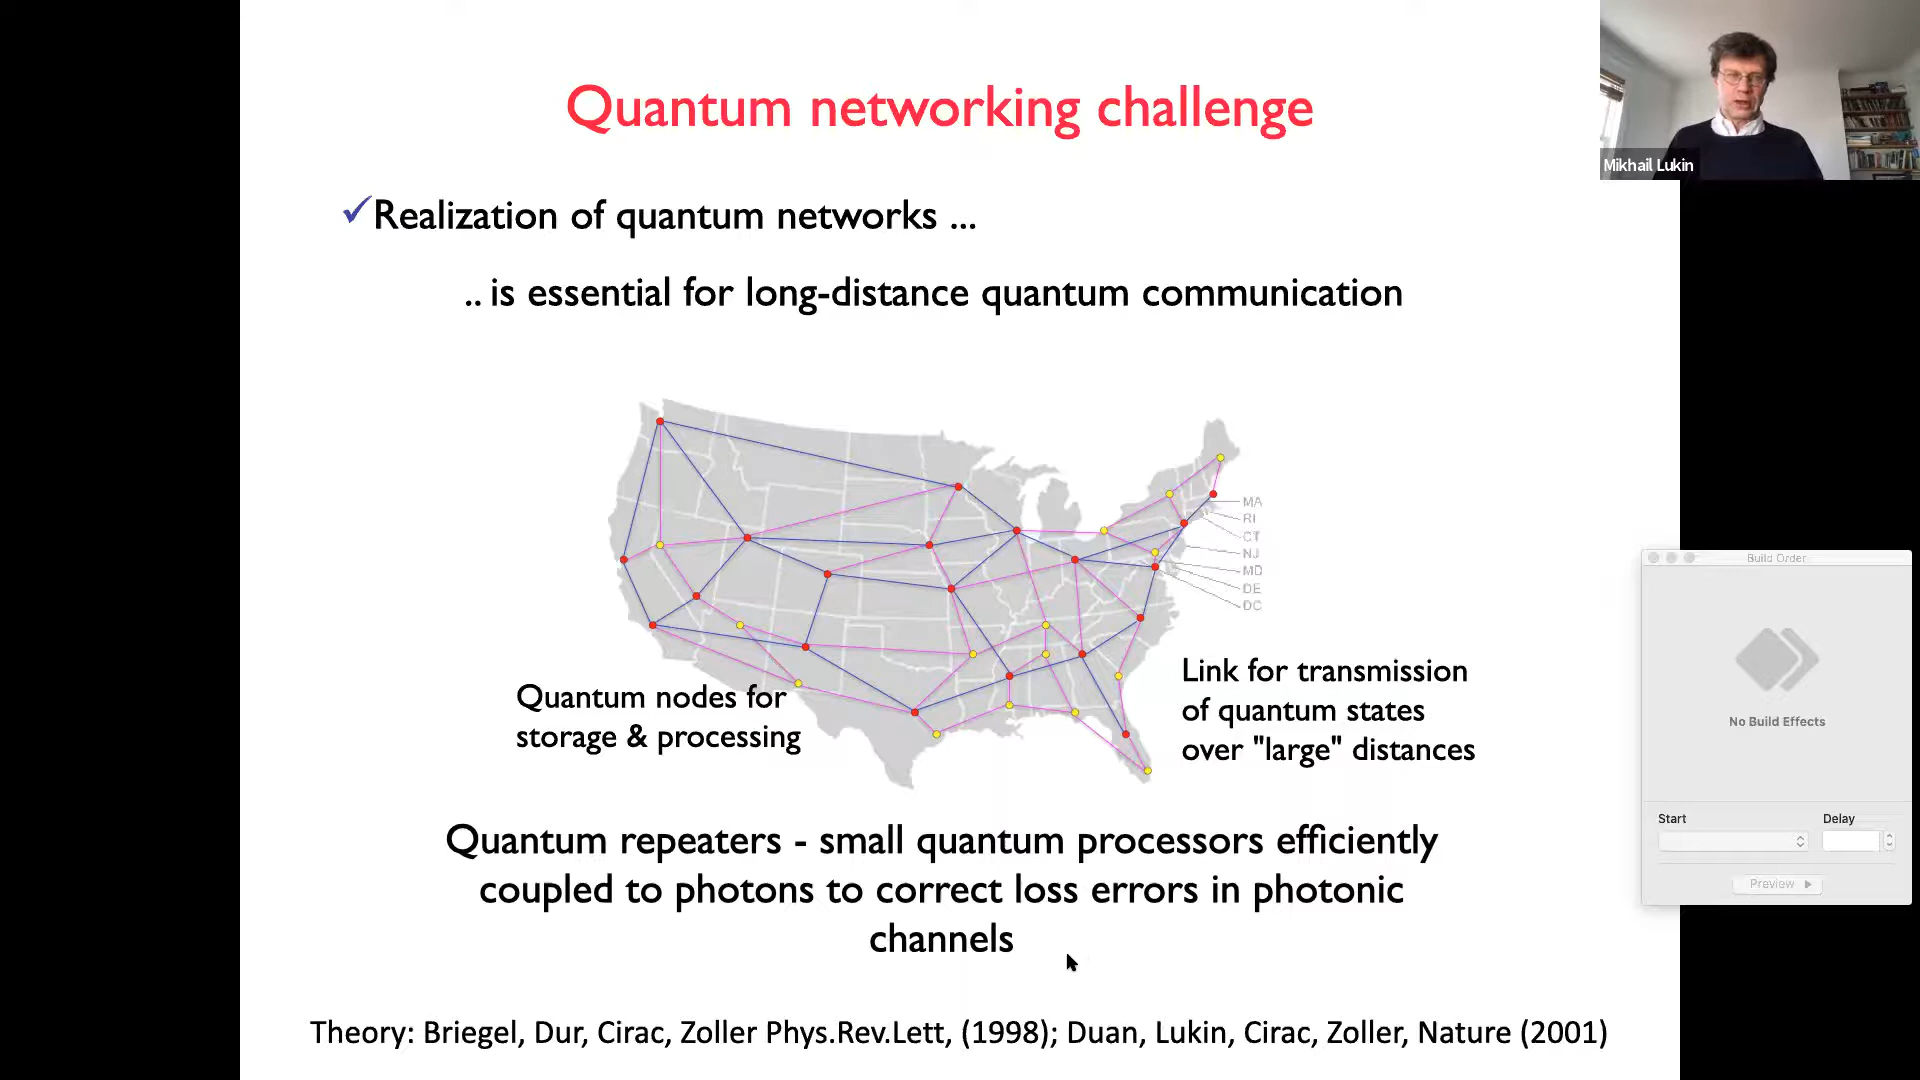 Quantum networking challenge
Mikhail Lukin
✓Realization of quantum networks ...
.. is essential for long-distance quantum communication
MA
RI
CT
NJ
MD
DE
DC
Build Order
No Build Effects
Start
Delay
Preview
Quantum nodes for
storage & processing
Link for transmission
of quantum states
over "large" distances
Quantum repeaters - small quantum processors efficiently
coupled to photons to correct loss errors in photonic
channels
Theory: Briegel, Dur, Cirac, Zoller Phys.Rev.Lett, (1998); Duan, Lukin, Cirac, Zoller, Nature (2001)